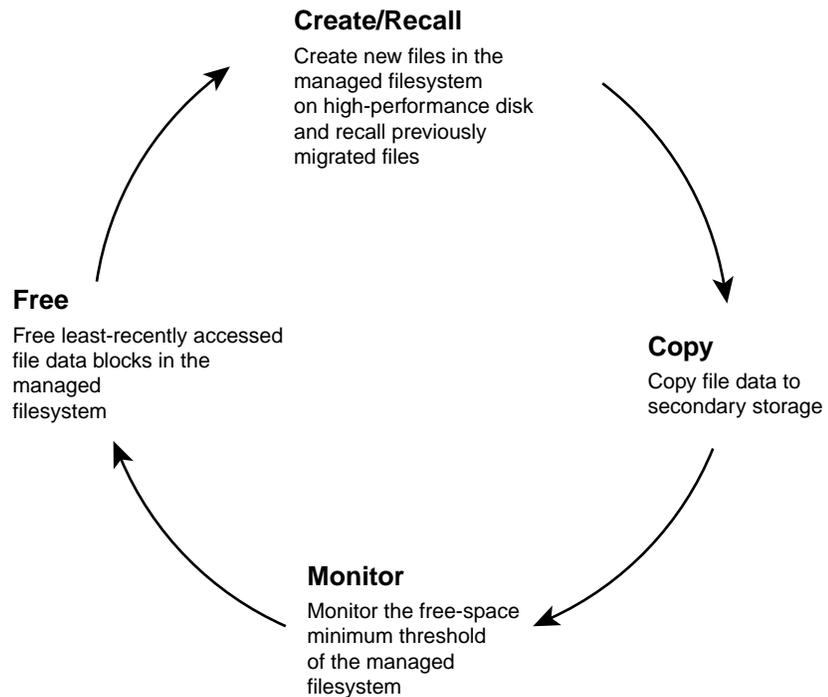 Create/Recall
Create new files in the
managed filesystem
on high-performance disk
and recall previously
migrated files
Free
Free least-recently accessed
file data blocks in the
managed
filesystem
Copy
Copy file data to
secondary storage
Monitor
Monitor the free-space
minimum threshold
of the managed
filesystem